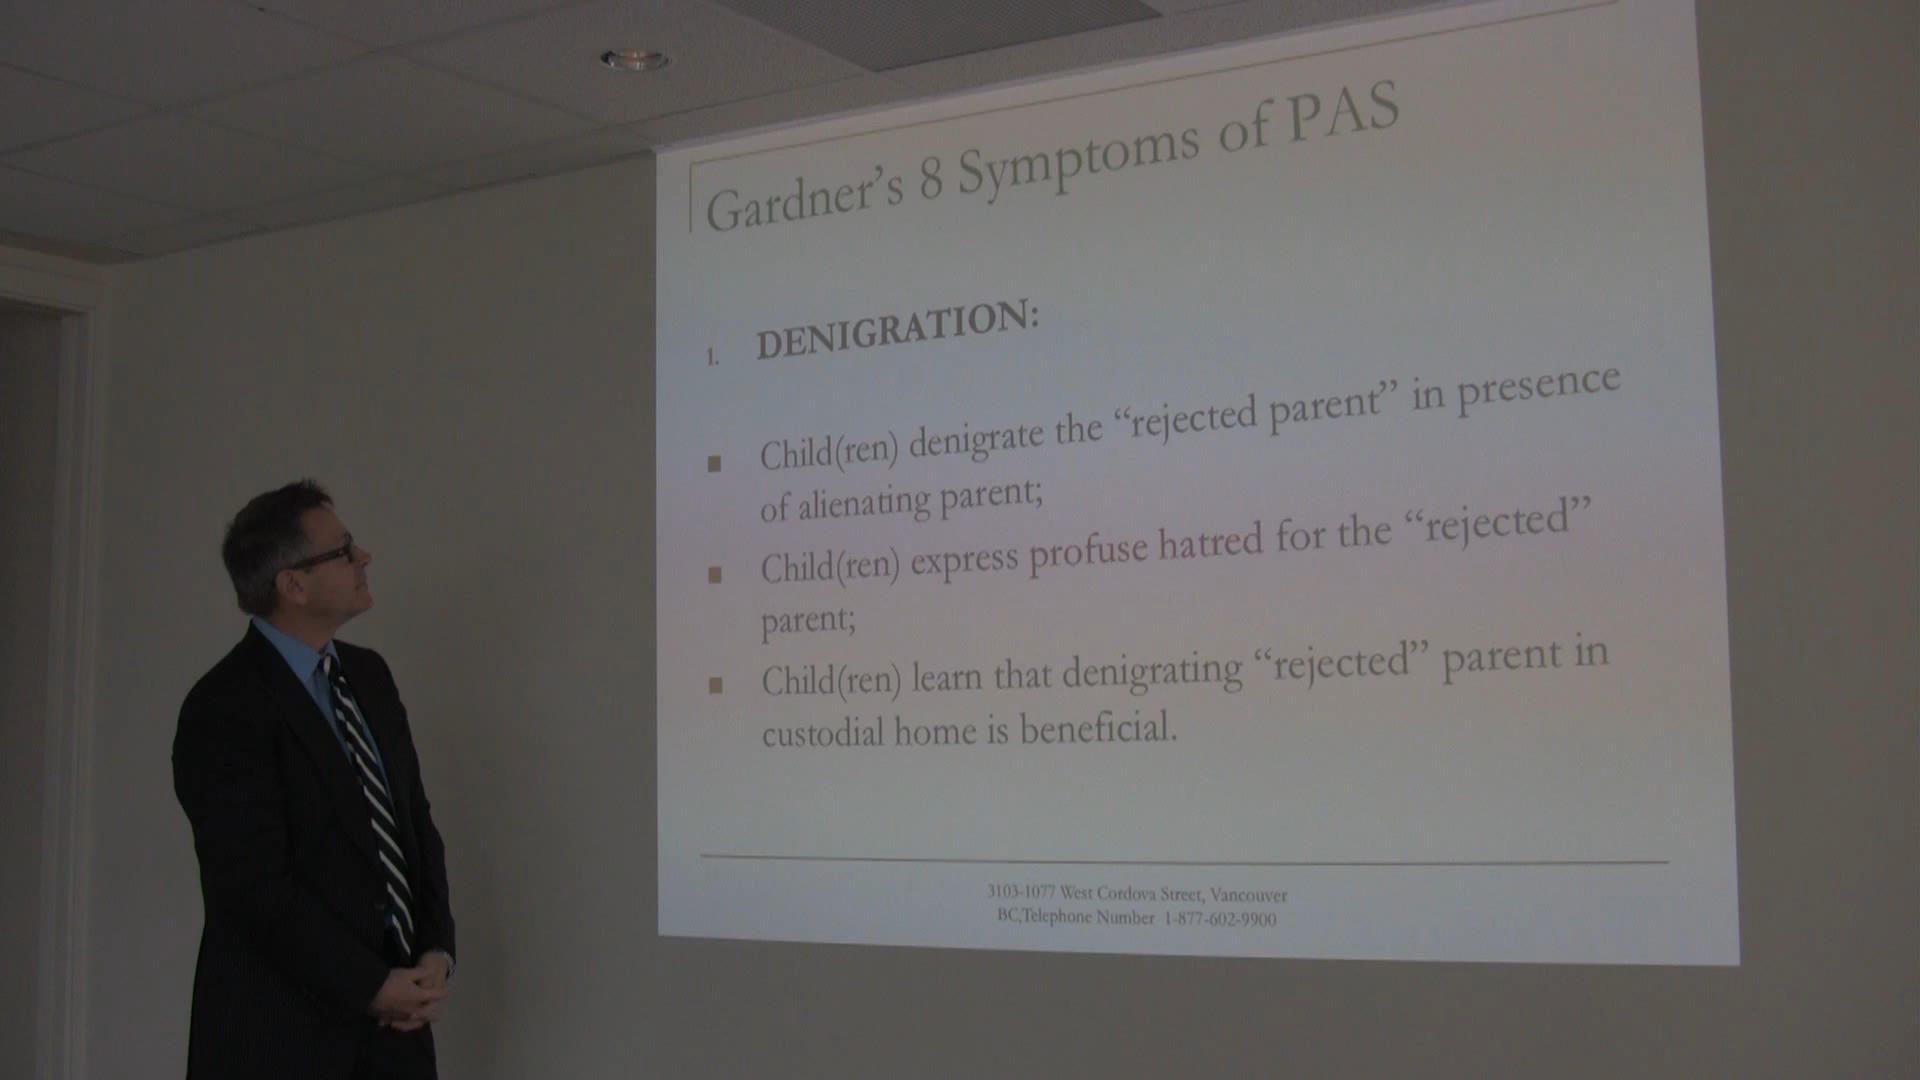 Gardner’s 8 Symptoms of PAS
1. DENIGRATION:
■ Child(ren) denigrate the “rejected parent” in presence
of alienating parent;
■ Child(ren) express profuse hatred for the “rejected”
parent;
■ Child(ren) learn that denigrating “rejected” parent in
custodial home is beneficial.
3103-1077 West Cordova Street, Vancouver
BC,Telephone Number 1-877-602-9900